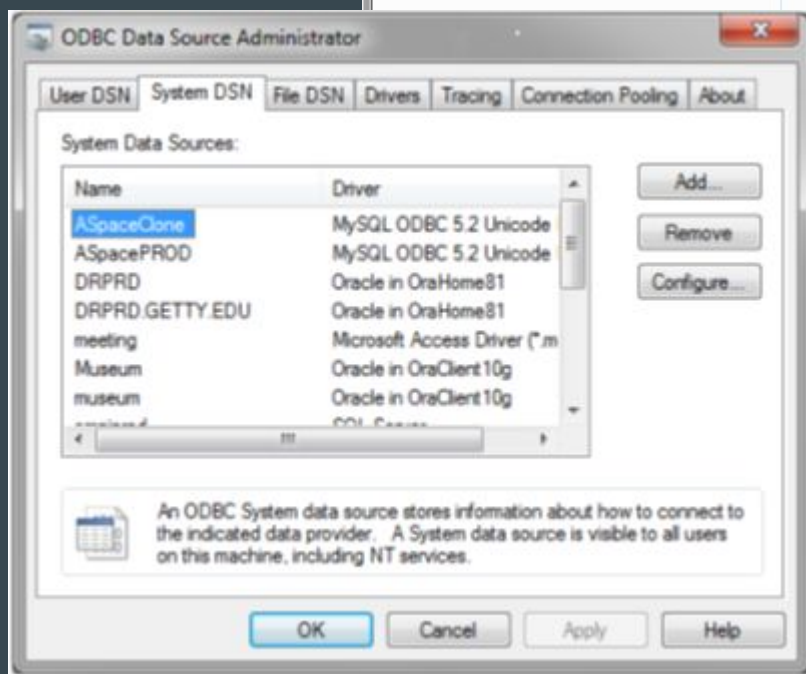 ODBC Data Source Administrator
User DSN System DSN File DSN Drivers Tracing Connection Pooling About
System Data Sources:
Name Driver
ASpaceClone MySQL ODBC 5.2 Unicode
ASpacePROD MySQL ODBC 5.2 Unicode
DRPRD Oracle in OraHome81
DRPRD.GETTY.EDU Oracle in OraHome81
meeting Microsoft Access Driver (*.m
Museum Oracle in OraClient10g
museum Oracle in OraClient10g
SQL Server
Add...
Remove
Configure...
An ODBC System data source stores information about how to connect to
the indicated data provider. A System data source is visible to all users
on this machine, including NT services.
OK Cancel Apply Help